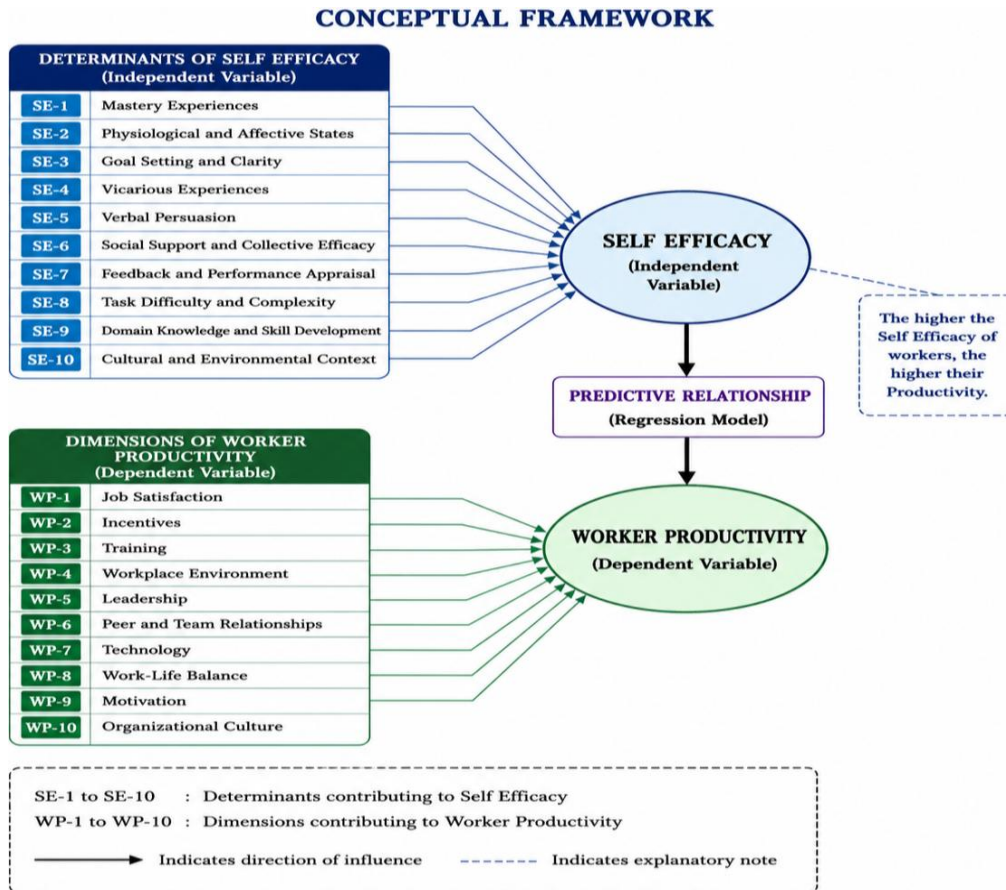 CONCEPTUAL FRAMEWORK
DETERMINANTS OF SELF EFFICACY
(Independent Variable)
SE-1 Mastery Experiences
SE-2 Physiological and Affective States
SE-3 Goal Setting and Clarity
SE-4 Vicarious Experiences
SE-5 Verbal Persuasion
SE-6 Social Support and Collective Efficacy
SE-7 Feedback and Performance Appraisal
SE-8 Task Difficulty and Complexity
SE-9 Domain Knowledge and Skill Development
SE-10 Cultural and Environmental Context
SELF EFFICACY
(Independent
Variable)
The higher the
Self Efficacy of
workers, the
higher their
Productivity.
PREDICTIVE RELATIONSHIP
(Regression Model)
DIMENSIONS OF WORKER
PRODUCTIVITY
(Dependent Variable)
WP-1 Job Satisfaction
WP-2 Incentives
WP-3 Training
WP-4 Workplace Environment
WP-5 Leadership
WP-6 Peer and Team Relationships
WP-7 Technology
WP-8 Work-Life Balance
WP-9 Motivation
WP-10 Organizational Culture
WORKER PRODUCTIVITY
(Dependent Variable)
SE-1 to SE-10 : Determinants contributing to Self Efficacy
WP-1 to WP-10 : Dimensions contributing to Worker Productivity
Indicates direction of influence
Indicates explanatory note